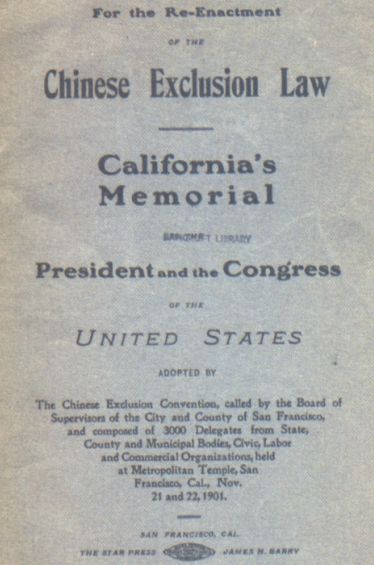 For the Re-Enactment
OF THE
Chinese Exclusion Law
California's
Memorial
BANCROFT LIBRARY
President and the Congress
OF THE
UNITED STATES
ADOPTED BY
The Chinese Exclusion Convention, called by the Board of
Supervisors of the City and County of San Francisco,
and composed of 3000 Delegates from State,
County and Municipal Bodies, Civic, Labor
and Commercial Organizations, held
at Metropolitan Temple, San
Francisco, Cal., Nov.
21 and 22, 1901.
SAN FRANCISCO, CAL.
THE STAR PRESS JAMES H. BARRY